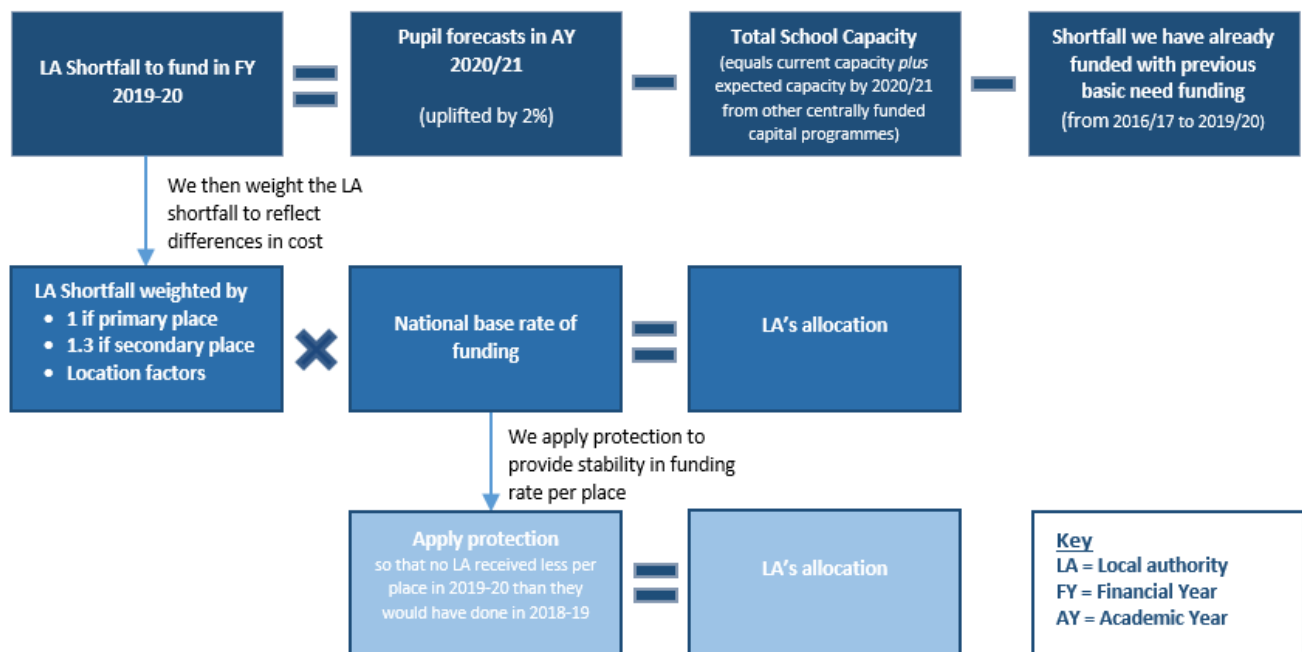 LA Shortfall to fund in FY
2019-20
=
Pupil forecasts in AY
2020/21
(uplifted by 2%)
−
Total School Capacity
(equals current capacity plus
expected capacity by 2020/21
from other centrally funded
capital programmes)
−
Shortfall we have already
funded with previous
basic need funding
(from 2016/17 to 2019/20)
We then weight the LA
shortfall to reflect
differences in cost
LA Shortfall weighted by
• 1 if primary place
• 1.3 if secondary place
• Location factors
×
National base rate of
funding
=
LA's allocation
We apply protection to
provide stability in funding
rate per place
Apply protection
so that no LA received less per
place in 2019-20 than they
would have done in 2018-19
=
LA's allocation
Key
LA = Local authority
FY = Financial Year
AY = Academic Year